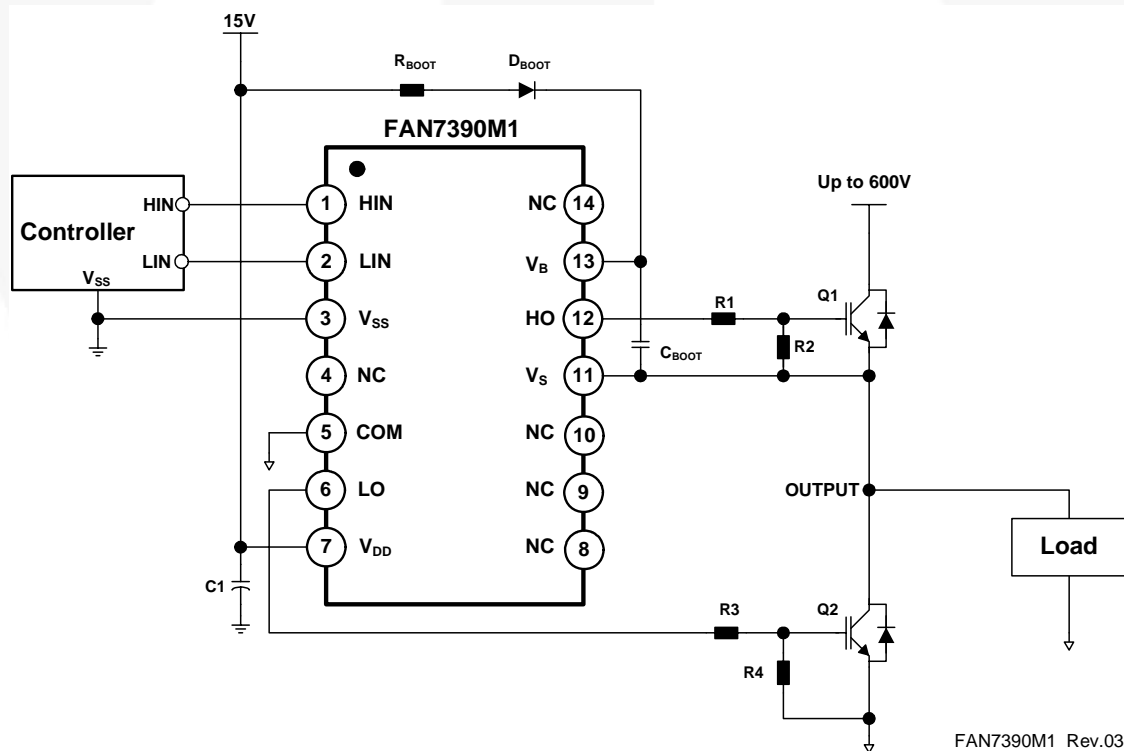 15V
RBOOT
DBOOT
FAN7390M1
Up to 600V
Controller
HIN
LIN
VSS
1 HIN
2 LIN
3 VSS
4 NC
5 COM
6 LO
7 VDD
NC 14
VB 13
HO 12
VS 11
NC 10
NC 9
NC 8
R1
Q1
R2
CBOOT
OUTPUT
Load
C1
R3
Q2
R4
FAN7390M1 Rev.03